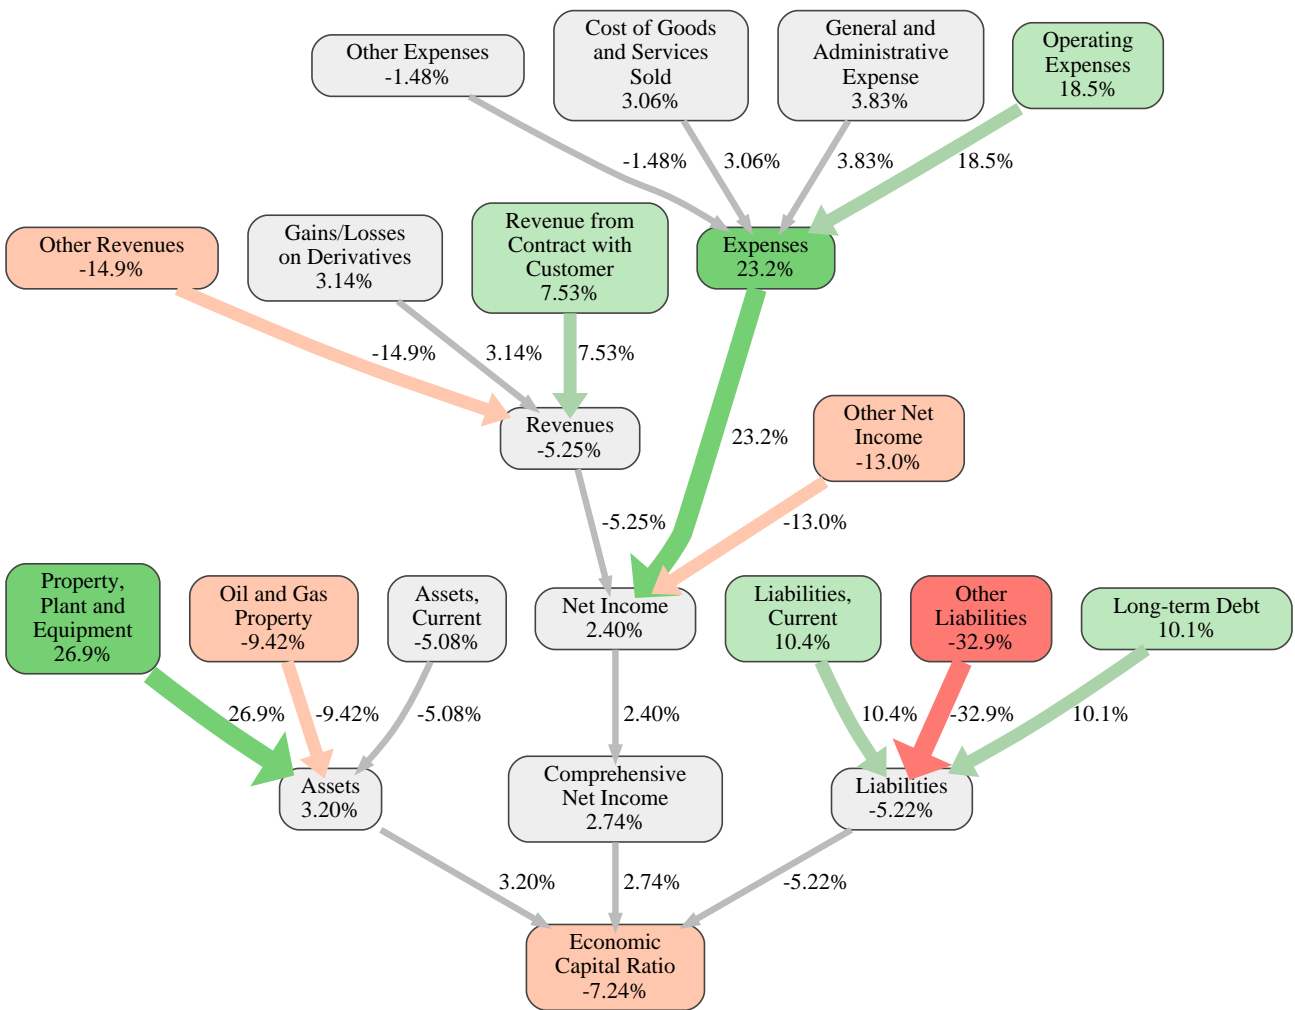 Other Expenses
-1.48%
Cost of Goods
and Services
Sold
3.06%
General and
Administrative
Expense
3.83%
Operating
Expenses
18.5%
-1.48%
3.06%
3.83%
18.5%
Other Revenues
-14.9%
Gains/Losses
on Derivatives
3.14%
Revenue from
Contract with
Customer
7.53%
Expenses
23.2%
-14.9%
3.14%
7.53%
23.2%
Revenues
-5.25%
Other Net
Income
-13.0%
-5.25%
-13.0%
Property,
Plant and
Equipment
26.9%
Oil and Gas
Property
-9.42%
Assets,
Current
-5.08%
Net Income
2.40%
Liabilities,
Current
10.4%
Other
Liabilities
-32.9%
Long-term Debt
10.1%
26.9%
-9.42%
-5.08%
2.40%
10.4%
-32.9%
10.1%
Assets
3.20%
Comprehensive
Net Income
2.74%
Liabilities
-5.22%
3.20%
2.74%
-5.22%
Economic
Capital Ratio
-7.24%